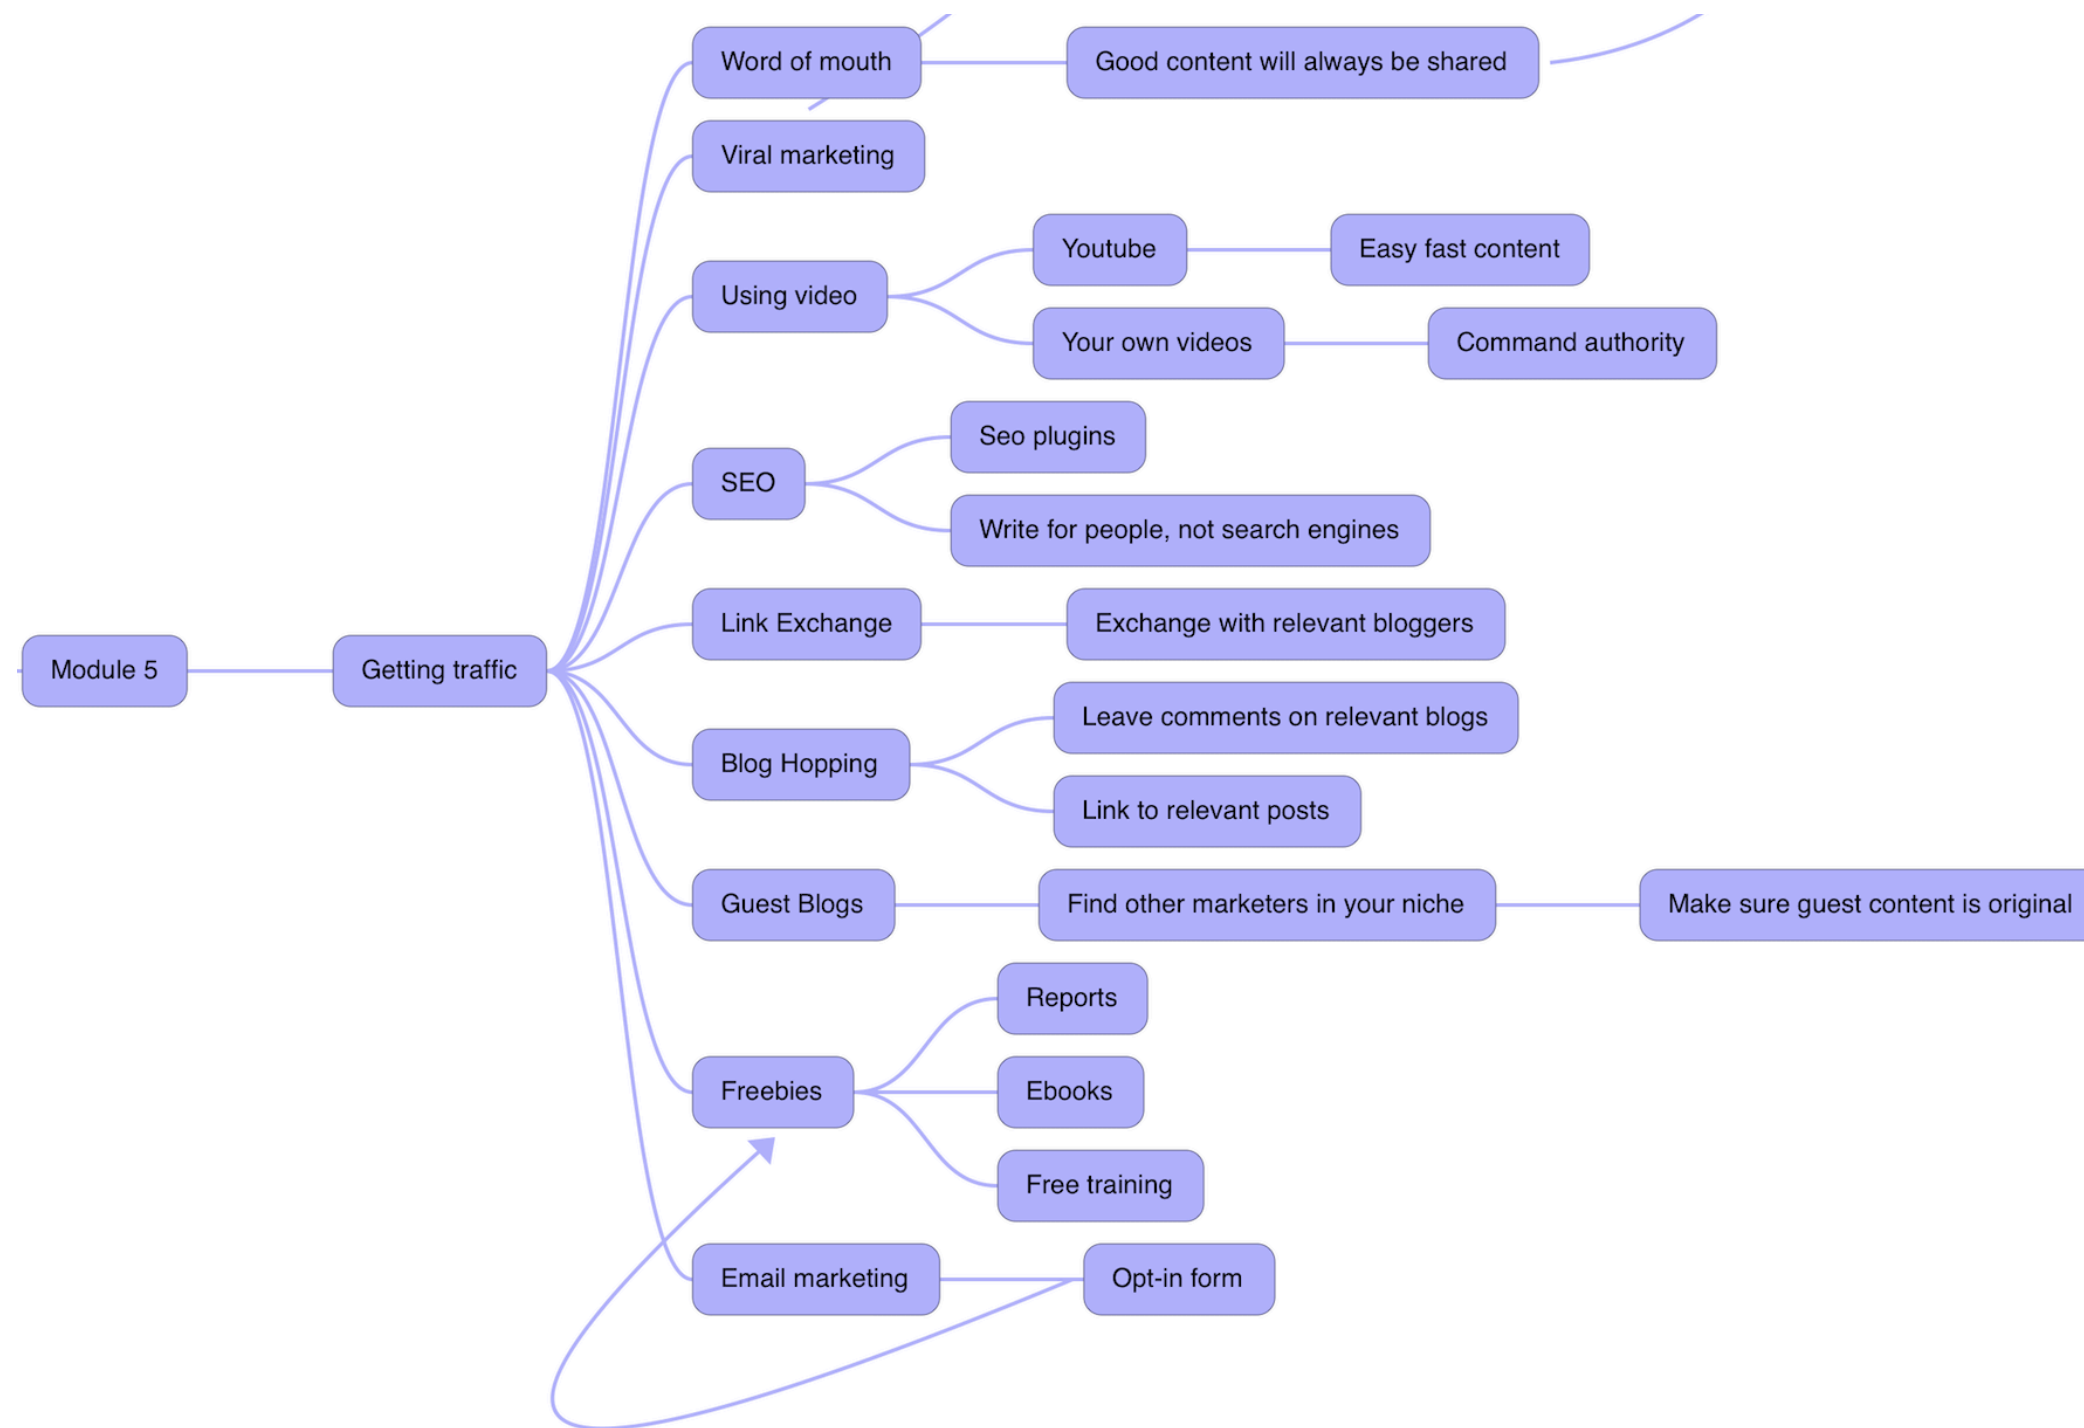 Word of mouth
Good content will always be shared
Viral marketing
Youtube
Easy fast content
Using video
Your own videos
Command authority
Seo plugins
SEO
Write for people, not search engines
Link Exchange
Exchange with relevant bloggers
Module 5
Getting traffic
Leave comments on relevant blogs
Blog Hopping
Link to relevant posts
Guest Blogs
Find other marketers in your niche
Make sure guest content is original
Reports
Freebies
Ebooks
Free training
Email marketing
Opt-in form